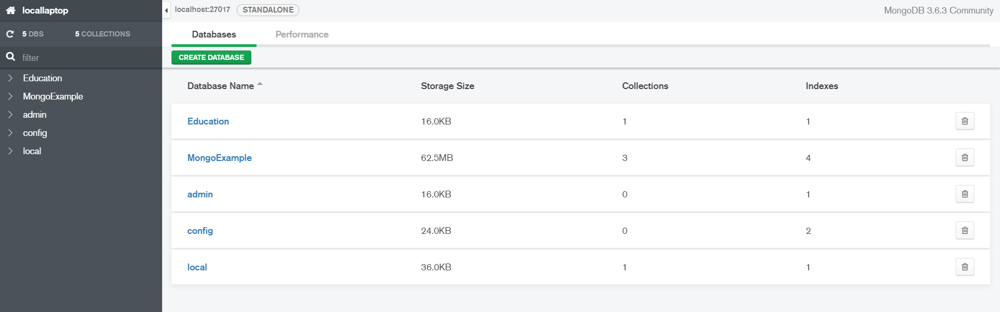 locallaptop
localhost:27017 STANDALONE
MongoDB 3.6.3 Community
5 DBS 5 COLLECTIONS
filter
Education
MongoExample
admin
config
local
Databases Performance
CREATE DATABASE
Database Name Storage Size Collections Indexes
Education 16.0KB 1 1
MongoExample 62.5MB 3 4
admin 16.0KB 0 1
config 24.0KB 0 2
local 36.0KB 1 1